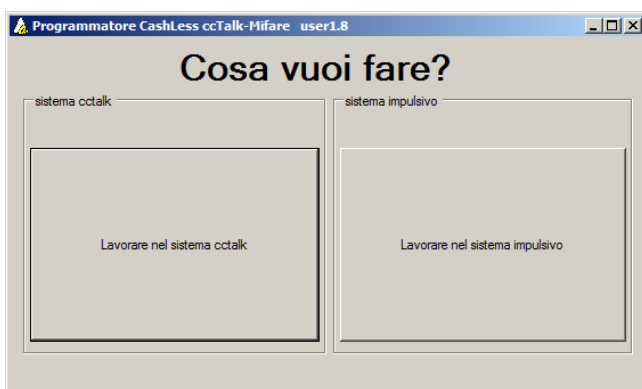 Programmatore CashLess ccTalk-Mifare user1.8
Cosa vuoi fare?
sistema cctalk
sistema impulsivo
Lavorare nel sistema cctalk
Lavorare nel sistema impulsivo